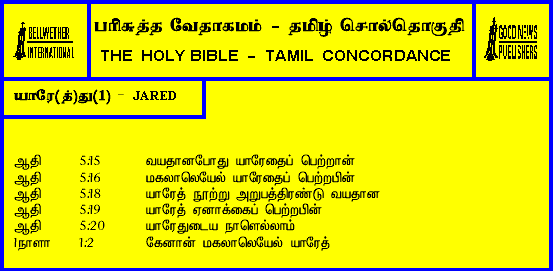 BELLWETHER INTERNATIONAL
பரிசுத்த வேதாகமம் - தமிழ் சொல்தொகுதி
THE HOLY BIBLE - TAMIL CONCORDANCE
GOOD NEWS PUBLISHERS
யாரே(த்)து(1) - JARED
ஆதி 5:15 வயதானபோது யாரேதைப் பெற்றான்
ஆதி 5:16 மகலாலெயேல் யாரேதைப் பெற்றபின்
ஆதி 5:18 யாரேத் நூற்று அறுபத்திரண்டு வயதான
ஆதி 5:19 யாரேத் ஏனாக்கைப் பெற்றபின்
ஆதி 5:20 யாரேதுடைய நாளெல்லாம்
1நாளா 1:2 கேனான் மகலாலெயேல் யாரேத்